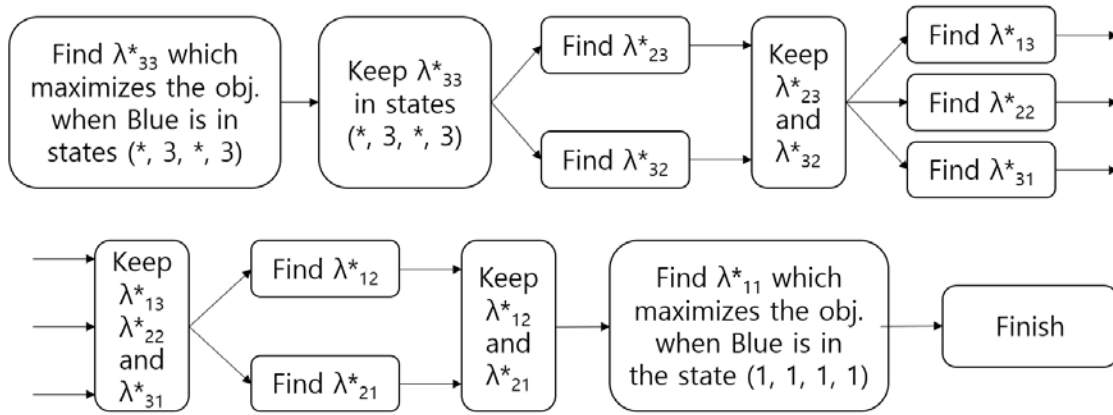 Find λ*33 which
maximizes the obj.
when Blue is in
states (*, 3, *, 3)
Keep λ*33
in states
(*, 3, *, 3)
Find λ*23
Find λ*32
Keep
λ*23
and
λ*32
Find λ*13
Find λ*22
Find λ*31
Keep
λ*13
λ*22
and
λ*31
Find λ*12
Find λ*21
Keep
λ*12
and
λ*21
Find λ*11 which
maximizes the obj.
when Blue is in
the state (1, 1, 1, 1)
Finish